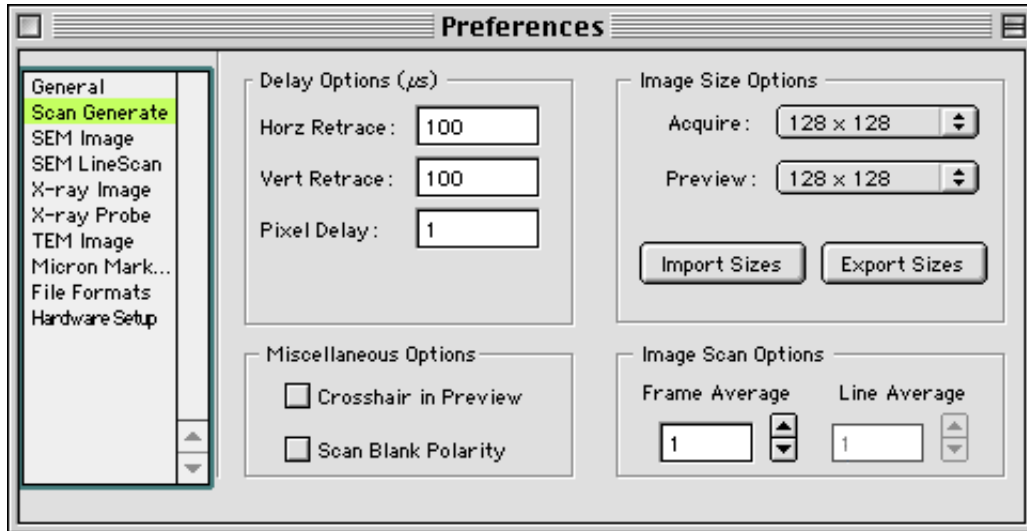 Preferences
General
Scan Generate
SEM Image
SEM LineScan
X-ray Image
X-ray Probe
TEM Image
Micron Mark...
File Formats
Hardware Setup
Delay Options (µs)
Horz Retrace: 100
Vert Retrace: 100
Pixel Delay: 1
Image Size Options
Acquire: 128 x 128
Preview: 128 x 128
Import Sizes Export Sizes
Miscellaneous Options
Crosshair in Preview
Scan Blank Polarity
Image Scan Options
Frame Average Line Average
1 1